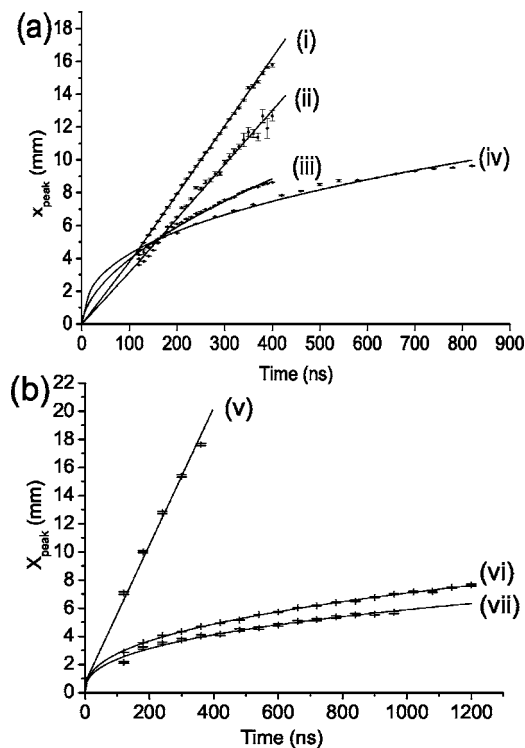 (a)
18
16
14
12
10
8
6
4
2
0
x_peak (mm)
(i)
(ii)
(iii)
(iv)
0 100 200 300 400 500 600 700 800 900
Time (ns)
(b)
22
20
18
16
14
12
10
8
6
4
2
0
X_peak (mm)
(v)
(vi)
(vii)
0 200 400 600 800 1000 1200
Time (ns)